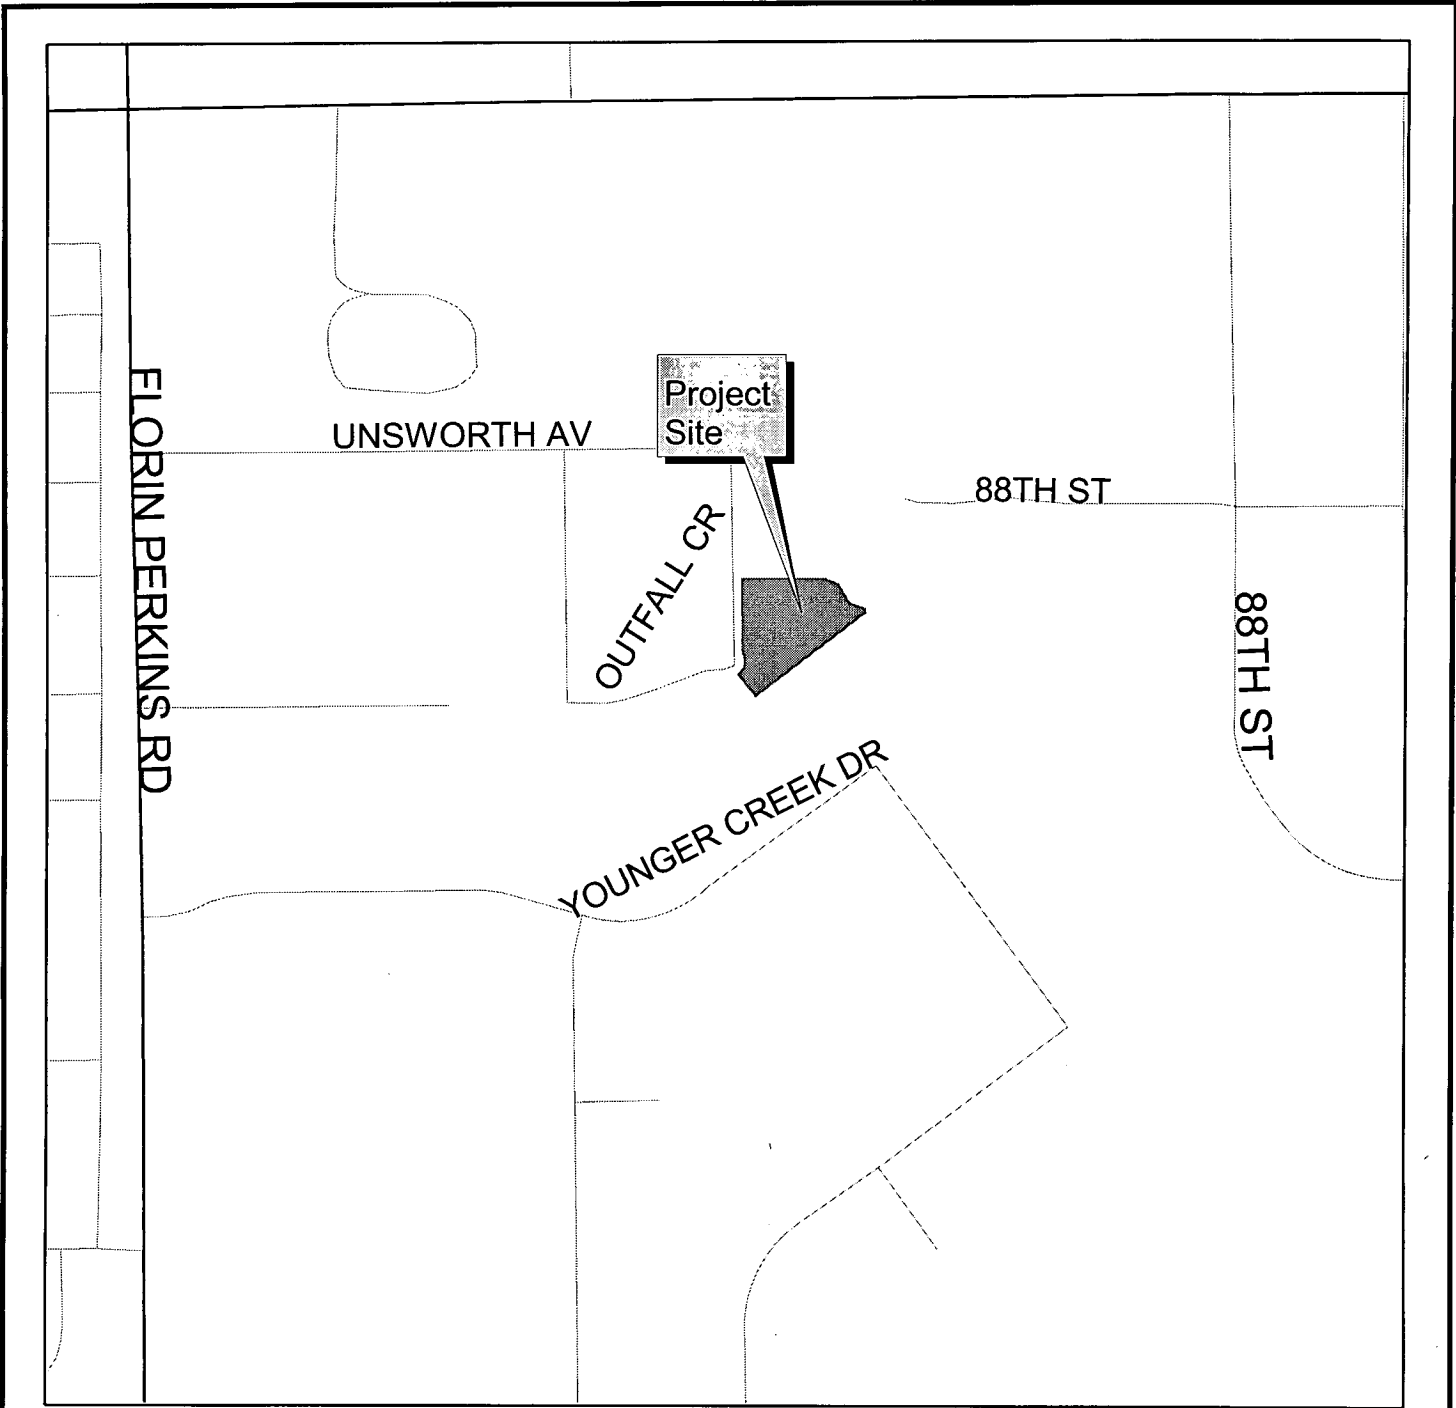 Project
Site
UNSWORTH AV
FLORIN PERKINS RD
88TH ST
OUTFALL CR
88TH ST
YOUNGER CREEK DR